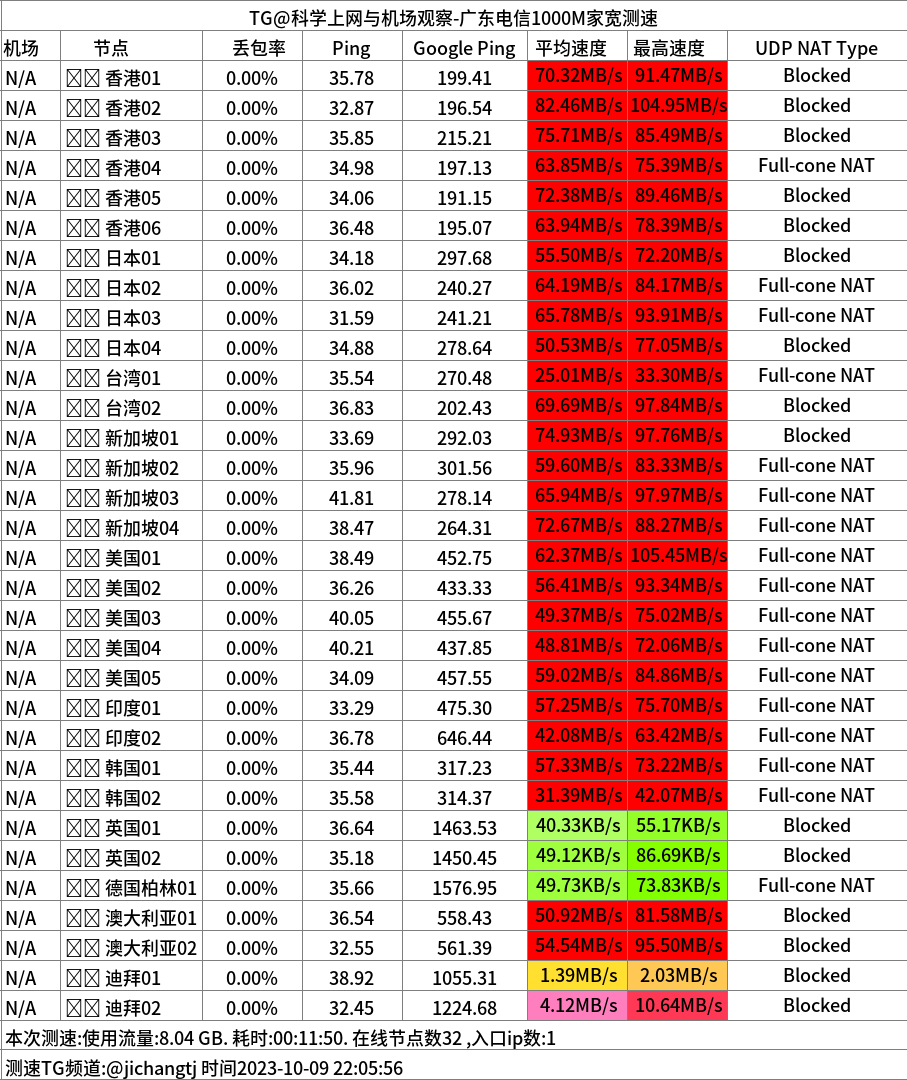 TG@科学上网与机场观察-广东电信1000M家宽测速
机场 节点 丢包率 Ping Google Ping 平均速度 最高速度 UDP NAT Type
N/A 香港01 0.00% 35.78 199.41 70.32MB/s 91.47MB/s Blocked
N/A 香港02 0.00% 32.87 196.54 82.46MB/s 104.95MB/s Blocked
N/A 香港03 0.00% 35.85 215.21 75.71MB/s 85.49MB/s Blocked
N/A 香港04 0.00% 34.98 197.13 63.85MB/s 75.39MB/s Full-cone NAT
N/A 香港05 0.00% 34.06 191.15 72.38MB/s 89.46MB/s Blocked
N/A 香港06 0.00% 36.48 195.07 63.94MB/s 78.39MB/s Blocked
N/A 日本01 0.00% 34.18 297.68 55.50MB/s 72.20MB/s Blocked
N/A 日本02 0.00% 36.02 240.27 64.19MB/s 84.17MB/s Full-cone NAT
N/A 日本03 0.00% 31.59 241.21 65.78MB/s 93.91MB/s Full-cone NAT
N/A 日本04 0.00% 34.88 278.64 50.53MB/s 77.05MB/s Blocked
N/A 台湾01 0.00% 35.54 270.48 25.01MB/s 33.30MB/s Full-cone NAT
N/A 台湾02 0.00% 36.83 202.43 69.69MB/s 97.84MB/s Blocked
N/A 新加坡01 0.00% 33.69 292.03 74.93MB/s 97.76MB/s Blocked
N/A 新加坡02 0.00% 35.96 301.56 59.60MB/s 83.33MB/s Full-cone NAT
N/A 新加坡03 0.00% 41.81 278.14 65.94MB/s 97.97MB/s Full-cone NAT
N/A 新加坡04 0.00% 38.47 264.31 72.67MB/s 88.27MB/s Full-cone NAT
N/A 美国01 0.00% 38.49 452.75 62.37MB/s 105.45MB/s Full-cone NAT
N/A 美国02 0.00% 36.26 433.33 56.41MB/s 93.34MB/s Full-cone NAT
N/A 美国03 0.00% 40.05 455.67 49.37MB/s 75.02MB/s Full-cone NAT
N/A 美国04 0.00% 40.21 437.85 48.81MB/s 72.06MB/s Full-cone NAT
N/A 美国05 0.00% 34.09 457.55 59.02MB/s 84.86MB/s Full-cone NAT
N/A 印度01 0.00% 33.29 475.30 57.25MB/s 75.70MB/s Full-cone NAT
N/A 印度02 0.00% 36.78 646.44 42.08MB/s 63.42MB/s Full-cone NAT
N/A 韩国01 0.00% 35.44 317.23 57.33MB/s 73.22MB/s Full-cone NAT
N/A 韩国02 0.00% 35.58 314.37 31.39MB/s 42.07MB/s Full-cone NAT
N/A 英国01 0.00% 36.64 1463.53 40.33KB/s 55.17KB/s Blocked
N/A 英国02 0.00% 35.18 1450.45 49.12KB/s 86.69KB/s Blocked
N/A 德国柏林01 0.00% 35.66 1576.95 49.73KB/s 73.83KB/s Full-cone NAT
N/A 澳大利亚01 0.00% 36.54 558.43 50.92MB/s 81.58MB/s Blocked
N/A 澳大利亚02 0.00% 32.55 561.39 54.54MB/s 95.50MB/s Blocked
N/A 迪拜01 0.00% 38.92 1055.31 1.39MB/s 2.03MB/s Blocked
N/A 迪拜02 0.00% 32.45 1224.68 4.12MB/s 10.64MB/s Blocked
本次测速:使用流量:8.04 GB. 耗时:00:11:50. 在线节点数32 ,入口ip数:1
测速TG频道:@jichangtj 时间2023-10-09 22:05:56